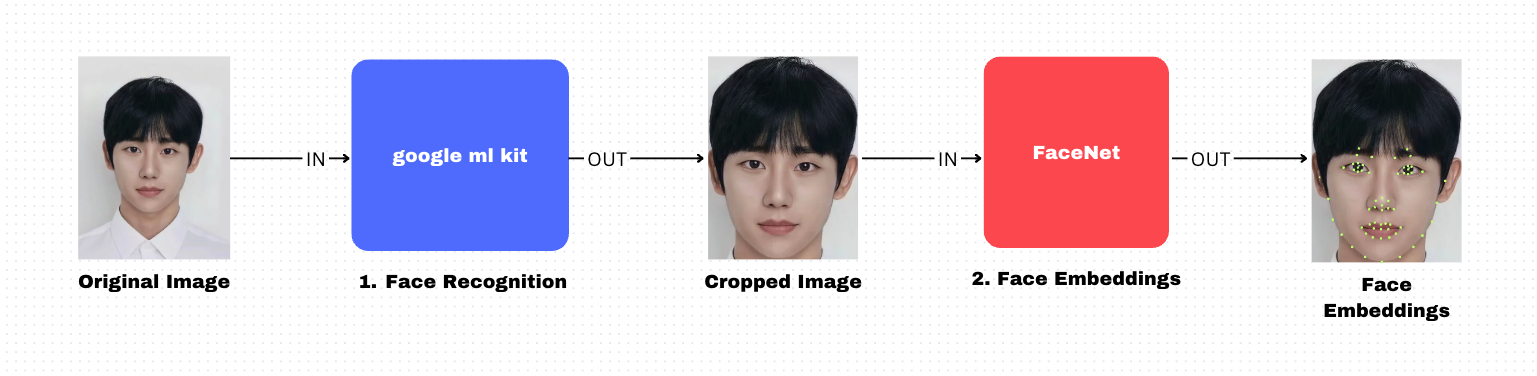 IN
google ml kit
OUT
IN
FaceNet
OUT
Original Image
1. Face Recognition
Cropped Image
2. Face Embeddings
Face
Embeddings